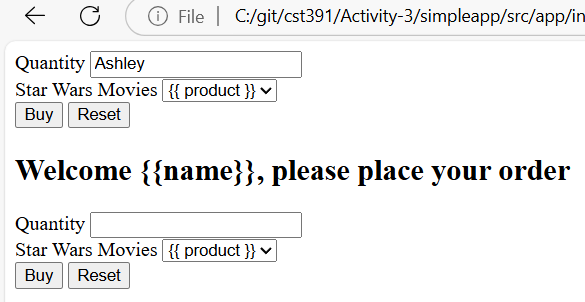 File C:/git/cst391/Activity-3/simpleapp/src/app/in
Quantity Ashley
Star Wars Movies {{ product }}
Buy Reset
Welcome {{name}}, please place your order
Quantity
Star Wars Movies {{ product }}
Buy Reset